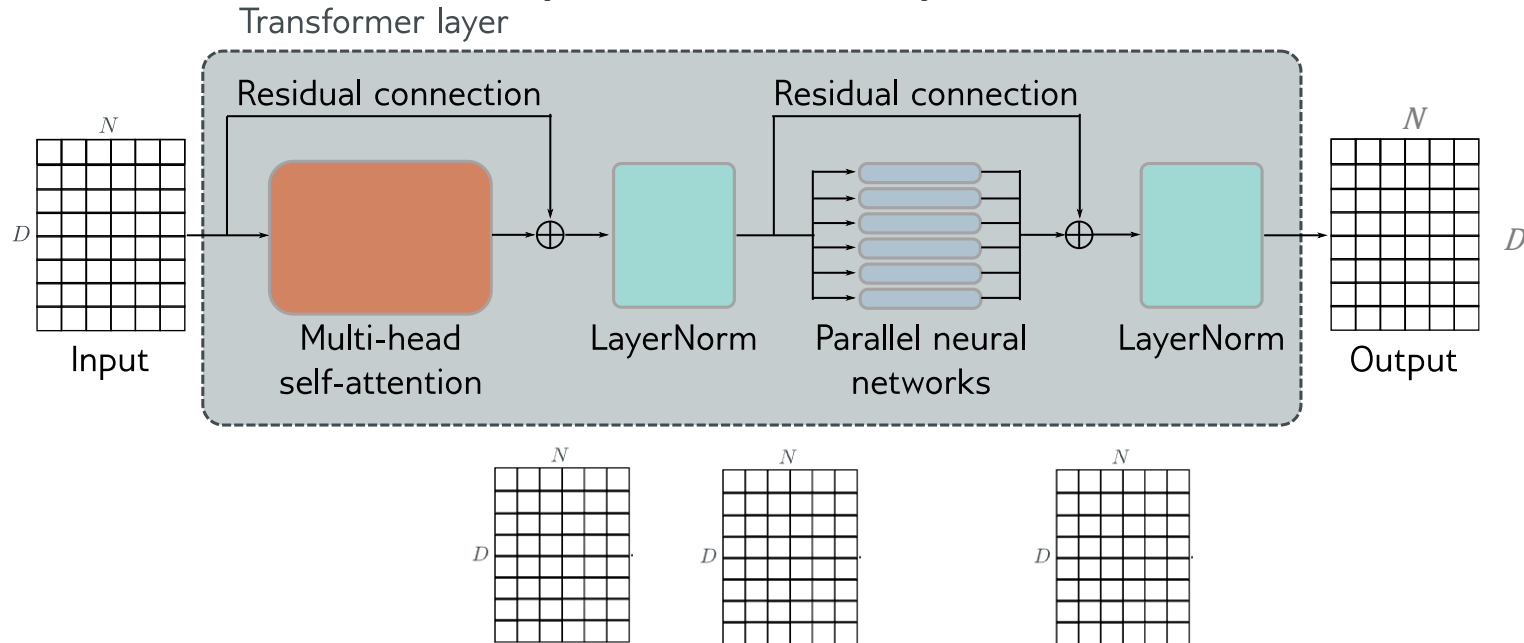 Transformer layer
Residual connection
Residual connection
N
N
D
D
Multi-head
self-attention
LayerNorm
Parallel neural
networks
LayerNorm
Input
Output
N
N
N
D
D
D